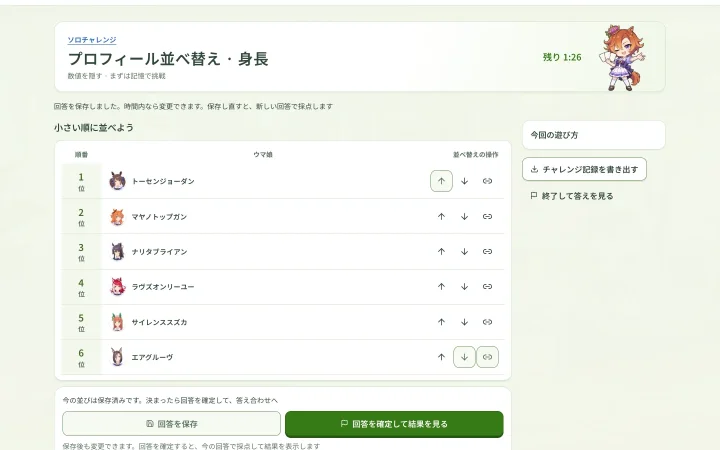 ソロチャレンジ
プロフィール並べ替え・身長
数値を隠す · まずは記憶で挑戦
残り 1:26
回答を保存しました。時間内なら変更できます。保存し直すと、新しい回答で採点します
小さい順に並べよう
順番 ウマ娘 並べ替えの操作
1
位
トーセンジョーダン
2
位
マヤノトップガン
3
位
ナリタブライアン
4
位
ラヴズオンリーユー
5
位
サイレンススズカ
6
位
エアグルーヴ
今の並びは保存済みです。決まったら回答を確定して、答え合わせへ
回答を保存
回答を確定して結果を見る
保存後も変更できます。回答を確定すると、今の回答で採点して結果を表示します
今回の遊び方
チャレンジ記録を書き出す
終了して答えを見る